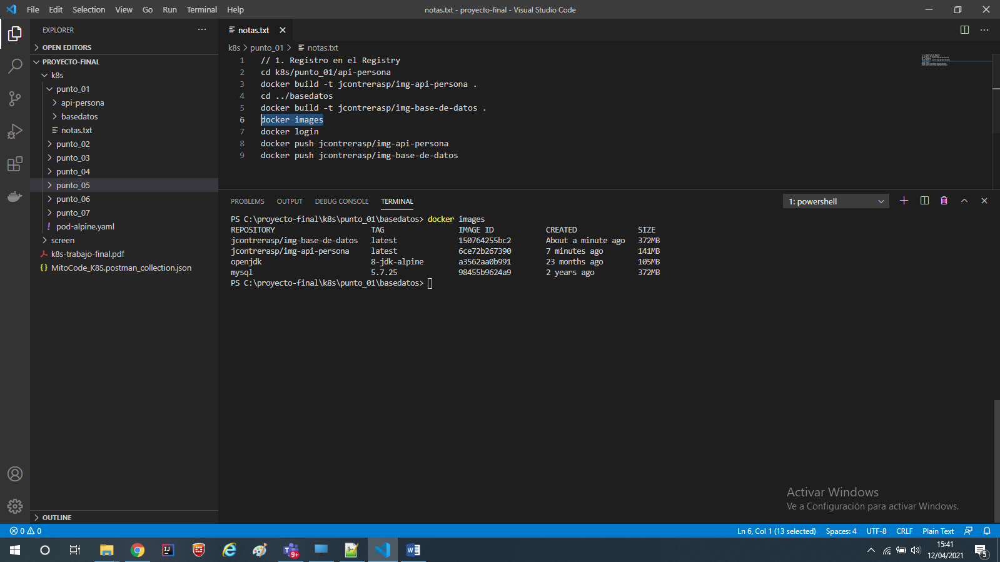 File Edit Selection View Go Run Terminal Help
notas.txt - proyecto-final - Visual Studio Code
EXPLORER
OPEN EDITORS
PROYECTO-FINAL
k8s
punto_01
api-persona
basedatos
notas.txt
punto_02
punto_03
punto_04
punto_05
punto_06
punto_07
! pod-alpine.yaml
screen
k8s-trabajo-final.pdf
{} MitoCode_K8S.postman_collection.json
OUTLINE
notas.txt
k8s > punto_01 > notas.txt
1 // 1. Registro en el Registry
2 cd k8s/punto_01/api-persona
3 docker build -t jcontrerasp/img-api-persona .
4 cd ../basedatos
5 docker build -t jcontrerasp/img-base-de-datos .
6 docker images
7 docker login
8 docker push jcontrerasp/img-api-persona
9 docker push jcontrerasp/img-base-de-datos
PROBLEMS OUTPUT DEBUG CONSOLE TERMINAL
1: powershell
PS C:\proyecto-final\k8s\punto_01\basedatos> docker images
REPOSITORY TAG IMAGE ID CREATED SIZE
jcontrerasp/img-base-de-datos latest 150764255bc2 About a minute ago 372MB
jcontrerasp/img-api-persona latest 6ce72b267390 7 minutes ago 141MB
openjdk 8-jdk-alpine a3562aa0b991 23 months ago 105MB
mysql 5.7.25 98455b9624a9 2 years ago 372MB
PS C:\proyecto-final\k8s\punto_01\basedatos>
Activar Windows
Ve a Configuración para activar Windows.
0 0
Ln 6, Col 1 (13 selected) Spaces: 4 UTF-8 CRLF Plain Text
9+
15:41
12/04/2021
5